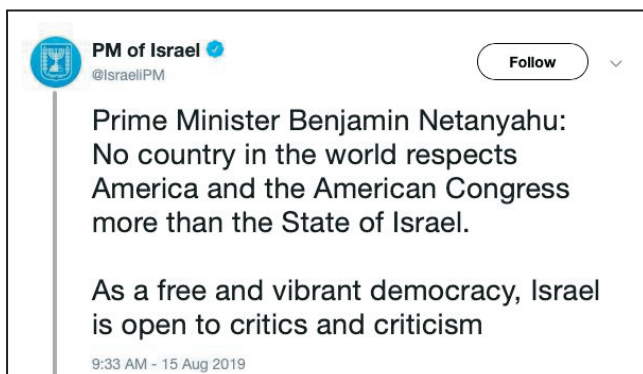 PM of Israel
@IsraeliPM
Follow
Prime Minister Benjamin Netanyahu:
No country in the world respects
America and the American Congress
more than the State of Israel.
As a free and vibrant democracy, Israel
is open to critics and criticism
9:33 AM - 15 Aug 2019